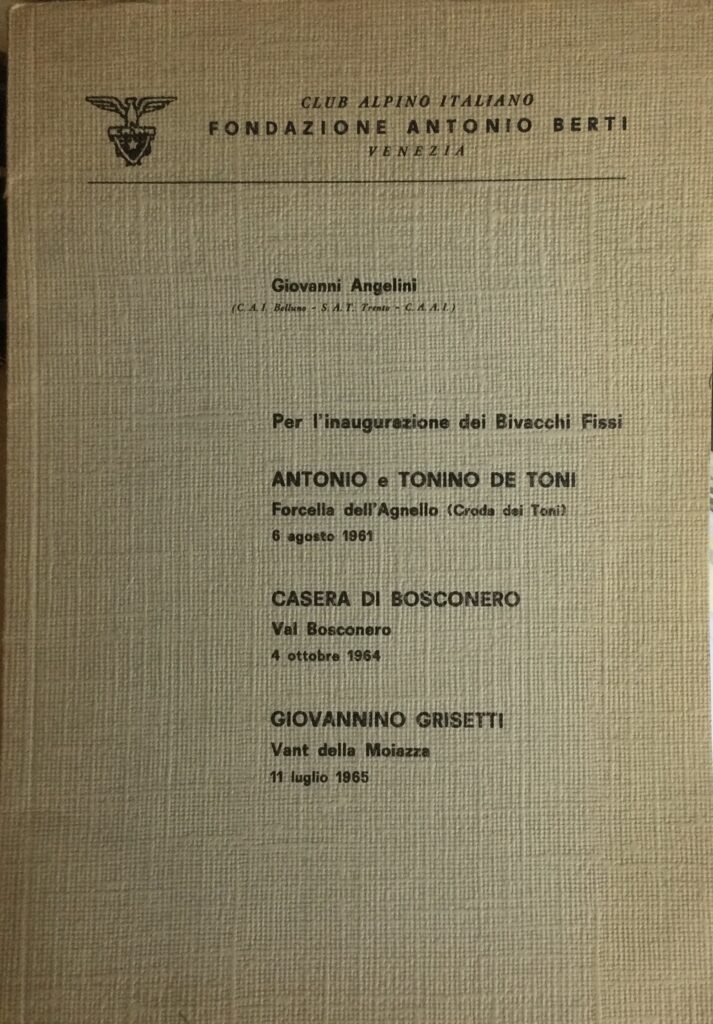 CLUB ALPINO ITALIANO
FONDAZIONE ANTONIO BERTI
VENEZIA
Giovanni Angelini
(C.A.I. Belluno - S.A.T. Trento - C.A.A.I.)
Per l'inaugurazione dei Bivacchi Fissi
ANTONIO e TONINO DE TONI
Forcella dell'Agnello (Croda dei Toni)
6 agosto 1961
CASERA DI BOSCONERO
Val Bosconero
4 ottobre 1964
GIOVANNINO GRISETTI
Vant della Moiazza
11 luglio 1965